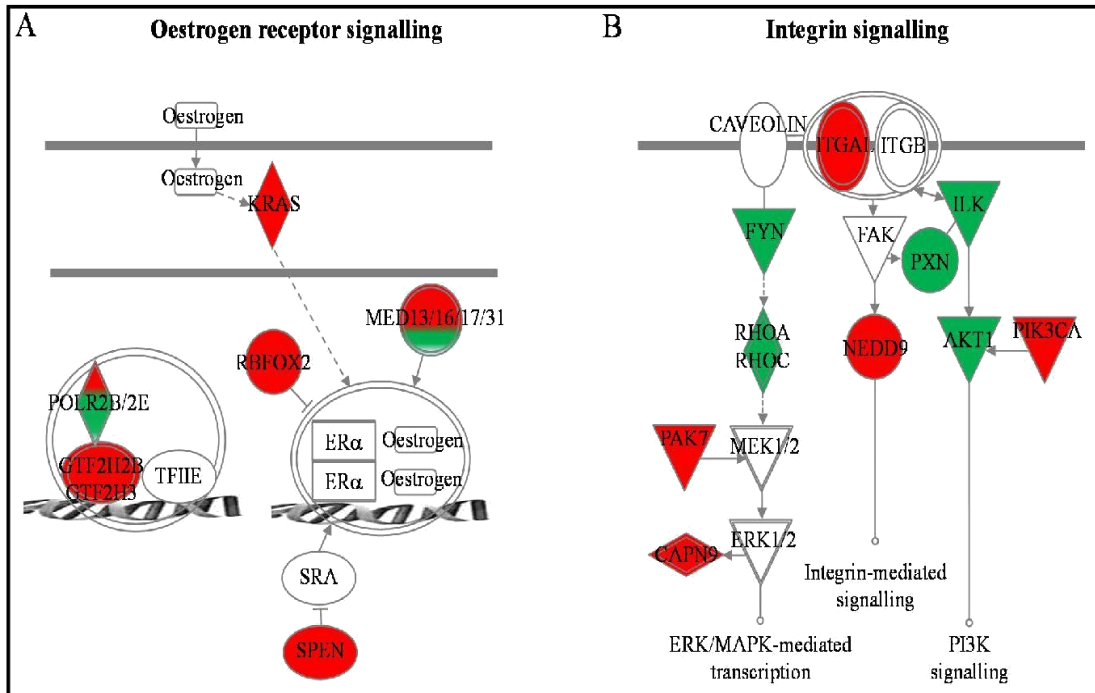 A
Oestrogen receptor signalling
Oestrogen
Oestrogen
KRAS
MED13/16/17/31
RBFOX2
POLR2B/2E
GTF2H2B
GTF2H3
TFIIE
ERα
Oestrogen
ERα
Oestrogen
SRA
SPEN
B
Integrin signalling
CAVEOLIN
ITGAL
ITGB
ILK
FYN
FAK
PXN
RHOA
RHOC
NEDD9
AKT1
PIK3CA
PAK7
MEK1/2
CAPN9
ERK1/2
Integrin-mediated
signalling
ERK/MAPK-mediated
transcription
PI3K
signalling